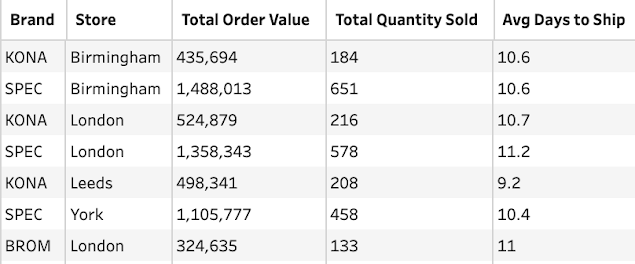 Brand Store Total Order Value Total Quantity Sold Avg Days to Ship
KONA Birmingham 435,694 184 10.6
SPEC Birmingham 1,488,013 651 10.6
KONA London 524,879 216 10.7
SPEC London 1,358,343 578 11.2
KONA Leeds 498,341 208 9.2
SPEC York 1,105,777 458 10.4
BROM London 324,635 133 11